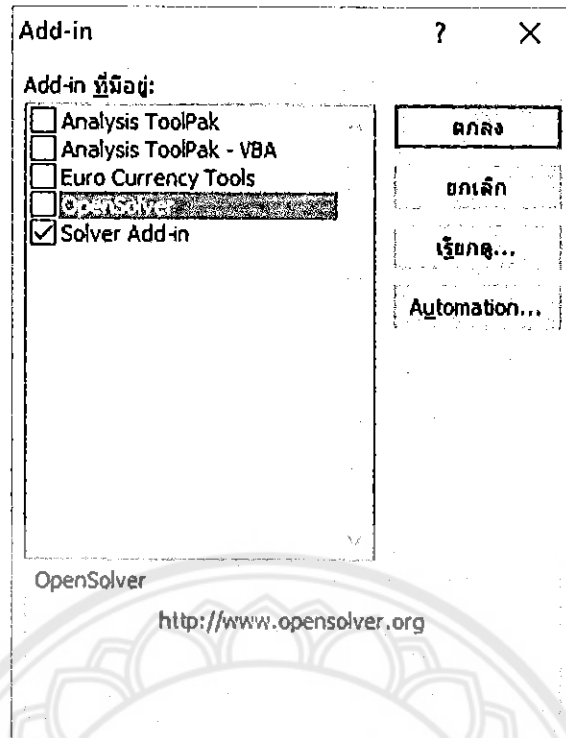 Add-in
? ×
Add-in ที่มีอยู่:
Analysis ToolPak
Analysis ToolPak - VBA
Euro Currency Tools
OpenSolver
Solver Add-in
ตกลง
ยกเลิก
เรียกดู...
Automation...
OpenSolver
http://www.opensolver.org